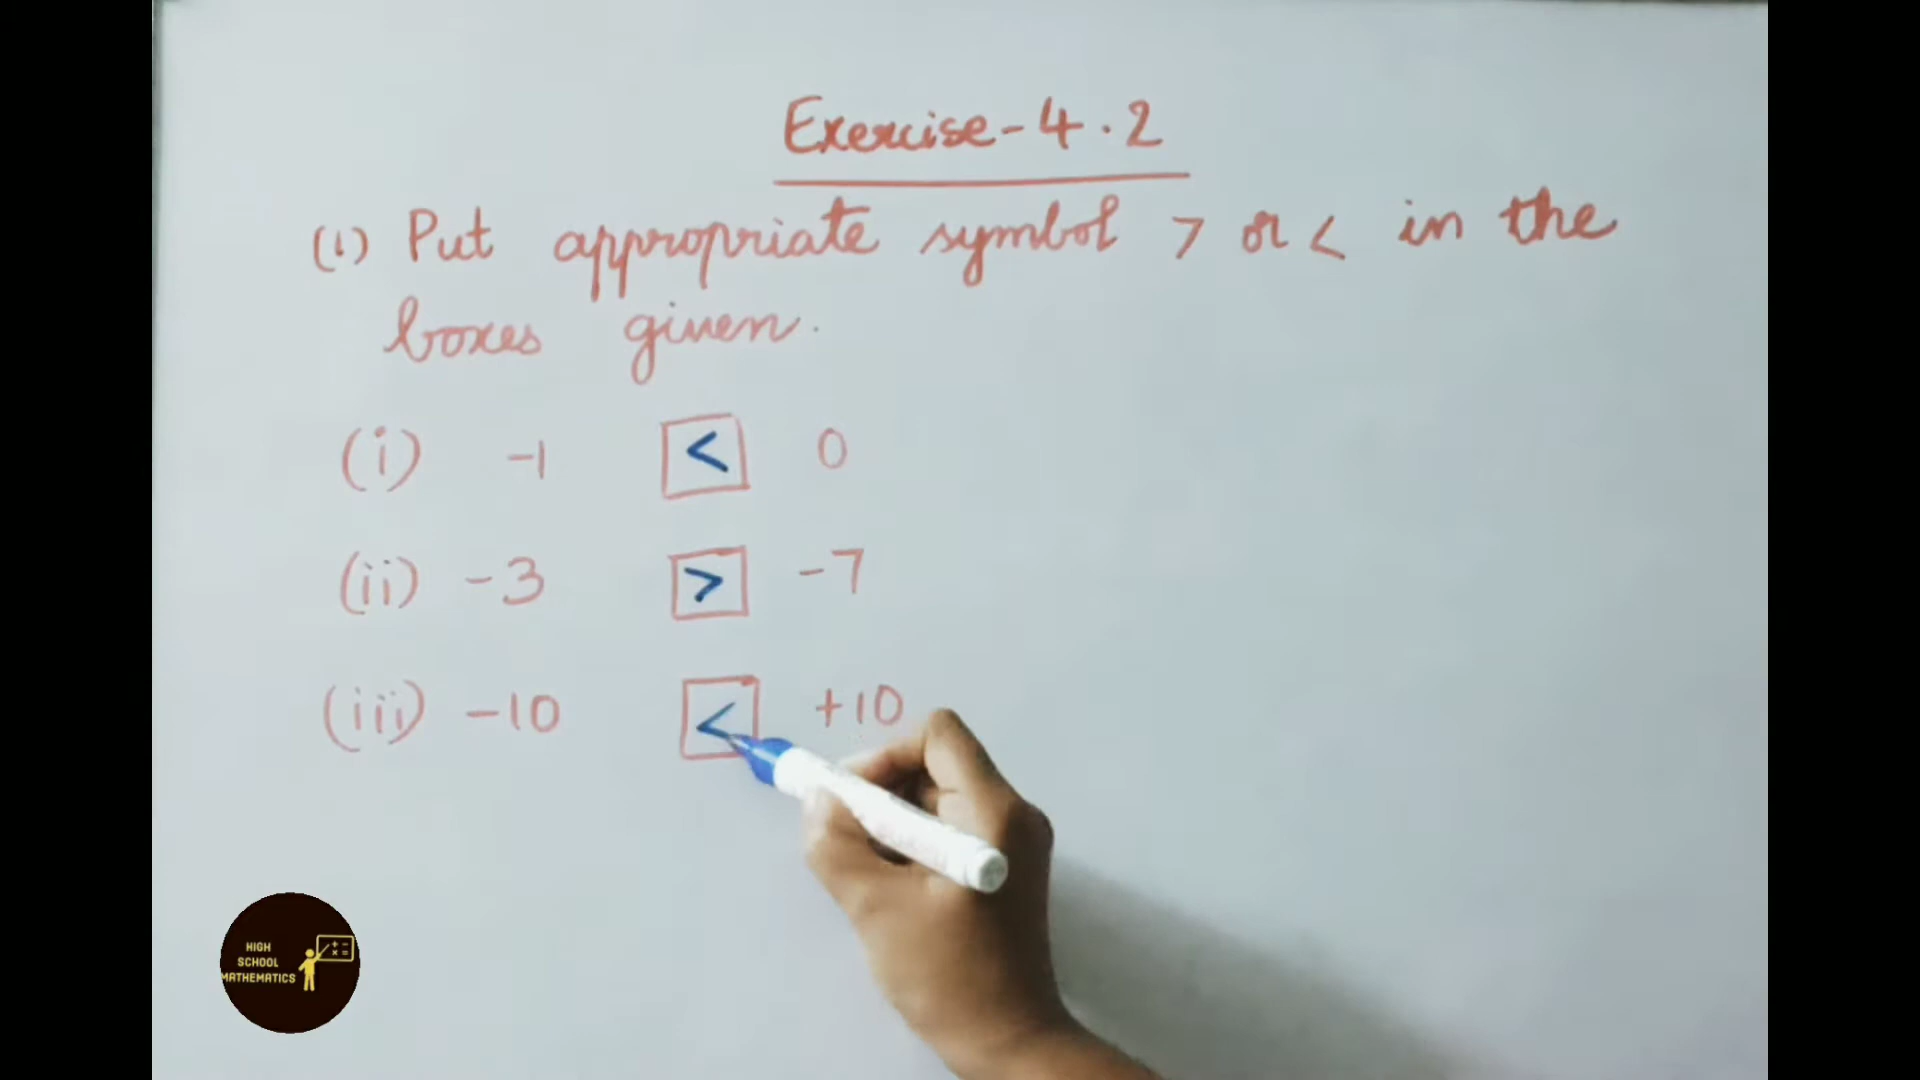 Exercise - 4.2
(1) Put appropriate symbol > or < in the
boxes given.
(i) -1 < 0
(ii) -3 > -7
(iii) -10 < +10
HIGH
SCHOOL
MATHEMATICS